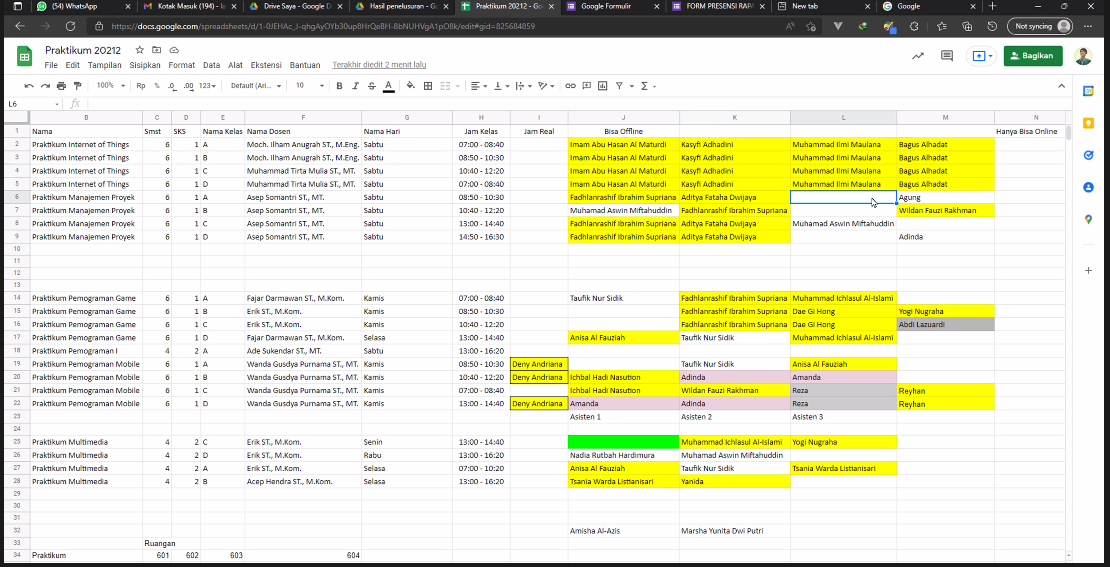 (54) WhatsApp Kotak Masuk (194) - la Drive Saya - Google D Hasil penelusuran - G Praktikum 20212 - Go Google Formulir FORM PRESENSI RAPA New tab Google
https://docs.google.com/spreadsheets/d/1-0JEHAc_J-qhgAyOYb30up8HzQeBH-8bNUHVgA1pO8k/edit#gid=825684859 Not syncing
Praktikum 20212
File Edit Tampilan Sisipkan Format Data Alat Ekstensi Bantuan Terakhir diedit 2 menit lalu Bagikan
100% Rp % .0 .00 123 Default (Ari... 10 B I S A
L6 fx
B C D E F G H I J K L M N
1 Nama Smst SKS Nama Kelas Nama Dosen Nama Hari Jam Kelas Jam Real Bisa Offline Hanya Bisa Online
2 Praktikum Internet of Things 6 1 A Moch. Ilham Anugrah ST., M.Eng. Sabtu 07:00 - 08:40 Imam Abu Hasan Al Maturdi Kasyfi Adhadini Muhammad Ilmi Maulana Bagus Alhadat
3 Praktikum Internet of Things 6 1 B Moch. Ilham Anugrah ST., M.Eng. Sabtu 08:50 - 10:30 Imam Abu Hasan Al Maturdi Kasyfi Adhadini Muhammad Ilmi Maulana Bagus Alhadat
4 Praktikum Internet of Things 6 1 C Muhammad Tirta Mulia ST., MT. Sabtu 10:40 - 12:20 Imam Abu Hasan Al Maturdi Kasyfi Adhadini Muhammad Ilmi Maulana Bagus Alhadat
5 Praktikum Internet of Things 6 1 D Muhammad Tirta Mulia ST., MT. Sabtu 07:00 - 08:40 Imam Abu Hasan Al Maturdi Kasyfi Adhadini Muhammad Ilmi Maulana Bagus Alhadat
6 Praktikum Manajemen Proyek 6 1 A Asep Somantri ST., MT. Sabtu 08:50 - 10:30 Fadhlanrashif Ibrahim Supriana Aditya Fataha Dwijaya Agung
7 Praktikum Manajemen Proyek 6 1 B Asep Somantri ST., MT. Sabtu 10:40 - 12:20 Muhamad Aswin Miftahuddin Fadhlanrashif Ibrahim Supriana Wildan Fauzi Rakhman
8 Praktikum Manajemen Proyek 6 1 C Asep Somantri ST., MT. Sabtu 13:00 - 14:40 Fadhlanrashif Ibrahim Supriana Aditya Fataha Dwijaya Muhamad Aswin Miftahuddin
9 Praktikum Manajemen Proyek 6 1 D Asep Somantri ST., MT. Sabtu 14:50 - 16:30 Fadhlanrashif Ibrahim Supriana Aditya Fataha Dwijaya Adinda
10
11
12
13
14 Praktikum Pemograman Game 6 1 A Fajar Darmawan ST., M.Kom. Kamis 07:00 - 08:40 Taufik Nur Sidik Fadhlanrashif Ibrahim Supriana Muhammad Ichlasul Al-Islami
15 Praktikum Pemograman Game 6 1 B Erik ST., M.Kom. Kamis 08:50 - 10:30 Fadhlanrashif Ibrahim Supriana Dae Gi Hong Yogi Nugraha
16 Praktikum Pemograman Game 6 1 C Erik ST., M.Kom. Kamis 10:40 - 12:20 Fadhlanrashif Ibrahim Supriana Dae Gi Hong Abdi Lazuardi
17 Praktikum Pemograman Game 6 1 D Fajar Darmawan ST., M.Kom. Selasa 13:00 - 14:40 Anisa Al Fauziah Taufik Nur Sidik Muhammad Ichlasul Al-Islami
18 Praktikum Pemograman I 4 2 A Ade Sukendar ST., MT. Sabtu 13:00 - 16:20
19 Praktikum Pemograman Mobile 6 1 A Wanda Gusdya Purnama ST., MT. Kamis 08:50 - 10:30 Deny Andriana Taufik Nur Sidik Anisa Al Fauziah
20 Praktikum Pemograman Mobile 6 1 B Wanda Gusdya Purnama ST., MT. Kamis 10:40 - 12:20 Deny Andriana Ichbal Hadi Nasution Adinda Amanda
21 Praktikum Pemograman Mobile 6 1 C Wanda Gusdya Purnama ST., MT. Kamis 07:00 - 08:40 Ichbal Hadi Nasution Wildan Fauzi Rakhman Reza Reyhan
22 Praktikum Pemograman Mobile 6 1 D Wanda Gusdya Purnama ST., MT. Kamis 13:00 - 14:40 Deny Andriana Amanda Adinda Reza Reyhan
23 Asisten 1 Asisten 2 Asisten 3
24
25 Praktikum Multimedia 4 2 C Erik ST., M.Kom. Senin 13:00 - 14:40 Muhammad Ichlasul Al-Islami Yogi Nugraha
26 Praktikum Multimedia 4 2 D Erik ST., M.Kom. Rabu 13:00 - 16:20 Nadia Rutbah Hardimura Muhamad Aswin Miftahuddin
27 Praktikum Multimedia 4 2 A Erik ST., M.Kom. Selasa 07:00 - 10:20 Anisa Al Fauziah Taufik Nur Sidik Tsania Warda Listianisari
28 Praktikum Multimedia 4 2 B Acep Hendra ST., M.Kom. Selasa 13:00 - 16:20 Tsania Warda Listianisari Yanida
29
30
31
32 Amisha Al-Azis Marsha Yunita Dwi Putri
33 Ruangan
34 Praktikum 601 602 603 604